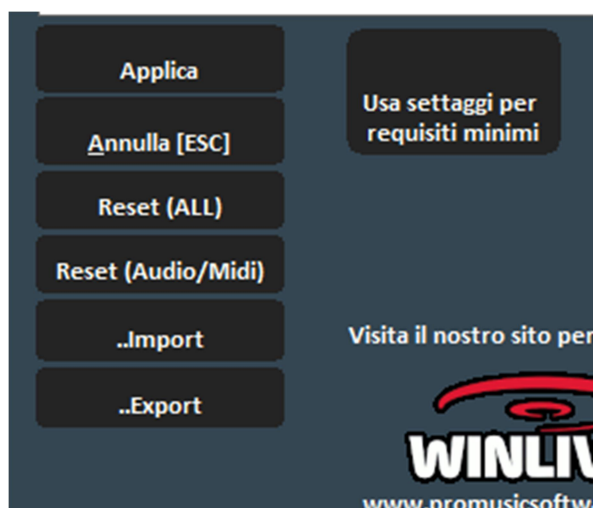 Applica
Annulla [ESC]
Reset (ALL)
Reset (Audio/Midi)
..Import
..Export
Usa settaggi per
requisiti minimi
Visita il nostro sito per